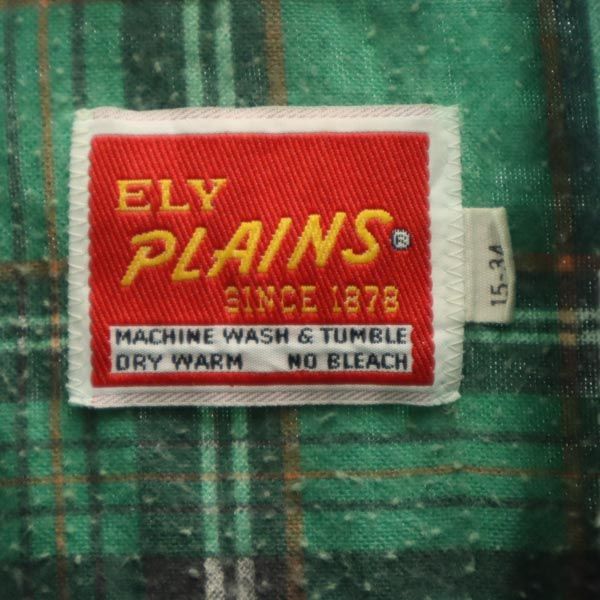 ELY
PLAINS®
SINCE 1878
MACHINE WASH & TUMBLE
DRY WARM NO BLEACH
15-34